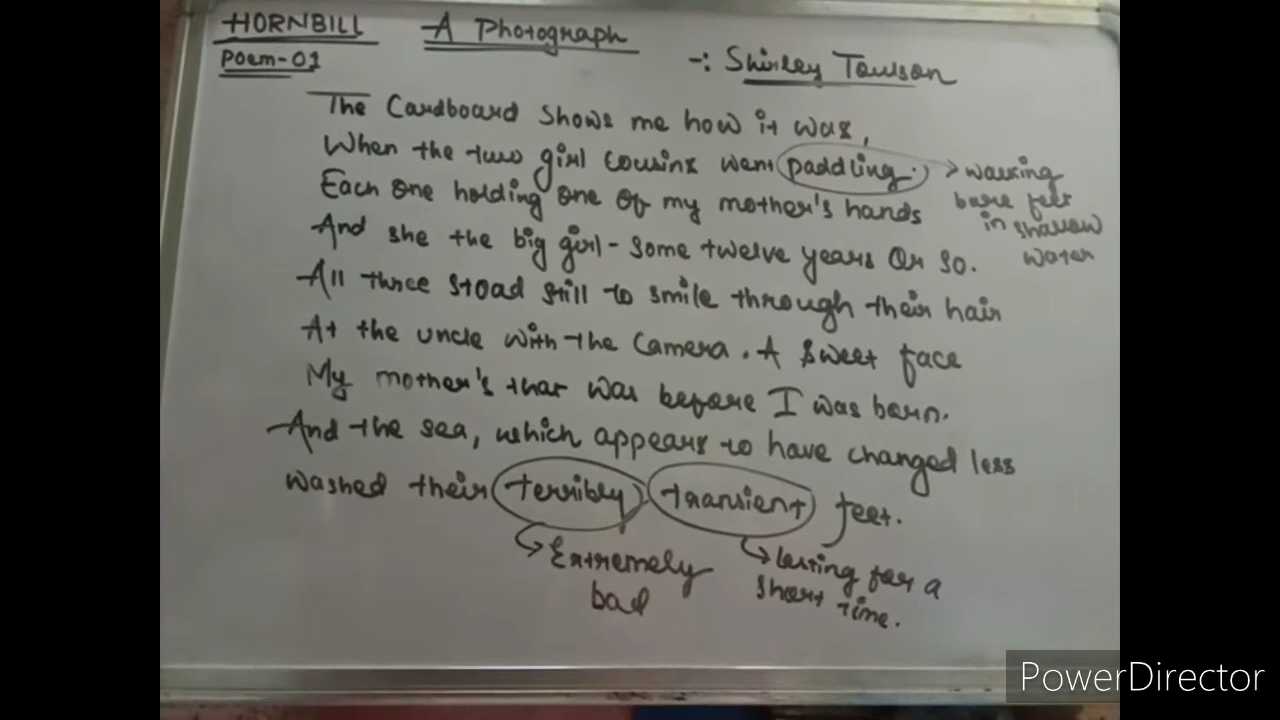 HORNBILL
A Photograph
Poem-01
-: Shirley Toulson
The Cardboard shows me how it was,
When the two girl cousins went paddling.
Each one holding one of my mother's hands
And she the big girl - some twelve years or so.
All three stood still to smile through their hair
At the uncle with the camera. A sweet face
My mother's that was before I was born.
And the sea, which appears to have changed less
washed their terribly transient feet.
walking
bare feet
in shallow
water
Extremely
bad
lasting for a
short time.
PowerDirector